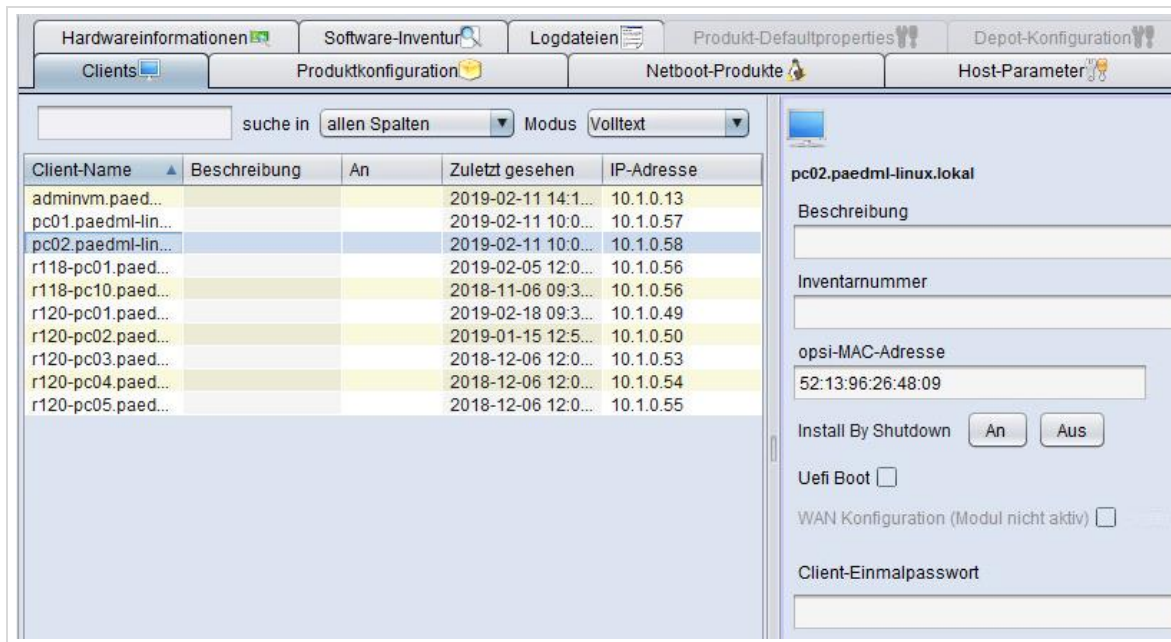 Hardwareinformationen Software-Inventur Logdateien Produkt-Defaultproperties Depot-Konfiguration
Clients Produktkonfiguration Netboot-Produkte Host-Parameter
suche in allen Spalten Modus Volltext
Client-Name Beschreibung An Zuletzt gesehen IP-Adresse
adminvm.paed... 2019-02-11 14:1... 10.1.0.13
pc01.paedml-lin... 2019-02-11 10:0... 10.1.0.57
pc02.paedml-lin... 2019-02-11 10:0... 10.1.0.58
r118-pc01.paed... 2019-02-05 12:0... 10.1.0.56
r118-pc10.paed... 2018-11-06 09:3... 10.1.0.56
r120-pc01.paed... 2019-02-18 09:3... 10.1.0.49
r120-pc02.paed... 2019-01-15 12:5... 10.1.0.50
r120-pc03.paed... 2018-12-06 12:0... 10.1.0.53
r120-pc04.paed... 2018-12-06 12:0... 10.1.0.54
r120-pc05.paed... 2018-12-06 12:0... 10.1.0.55
pc02.paedml-linux.lokal
Beschreibung
Inventarnummer
opsi-MAC-Adresse
52:13:96:26:48:09
Install By Shutdown An Aus
Uefi Boot
WAN Konfiguration (Modul nicht aktiv)
Client-Einmalpasswort